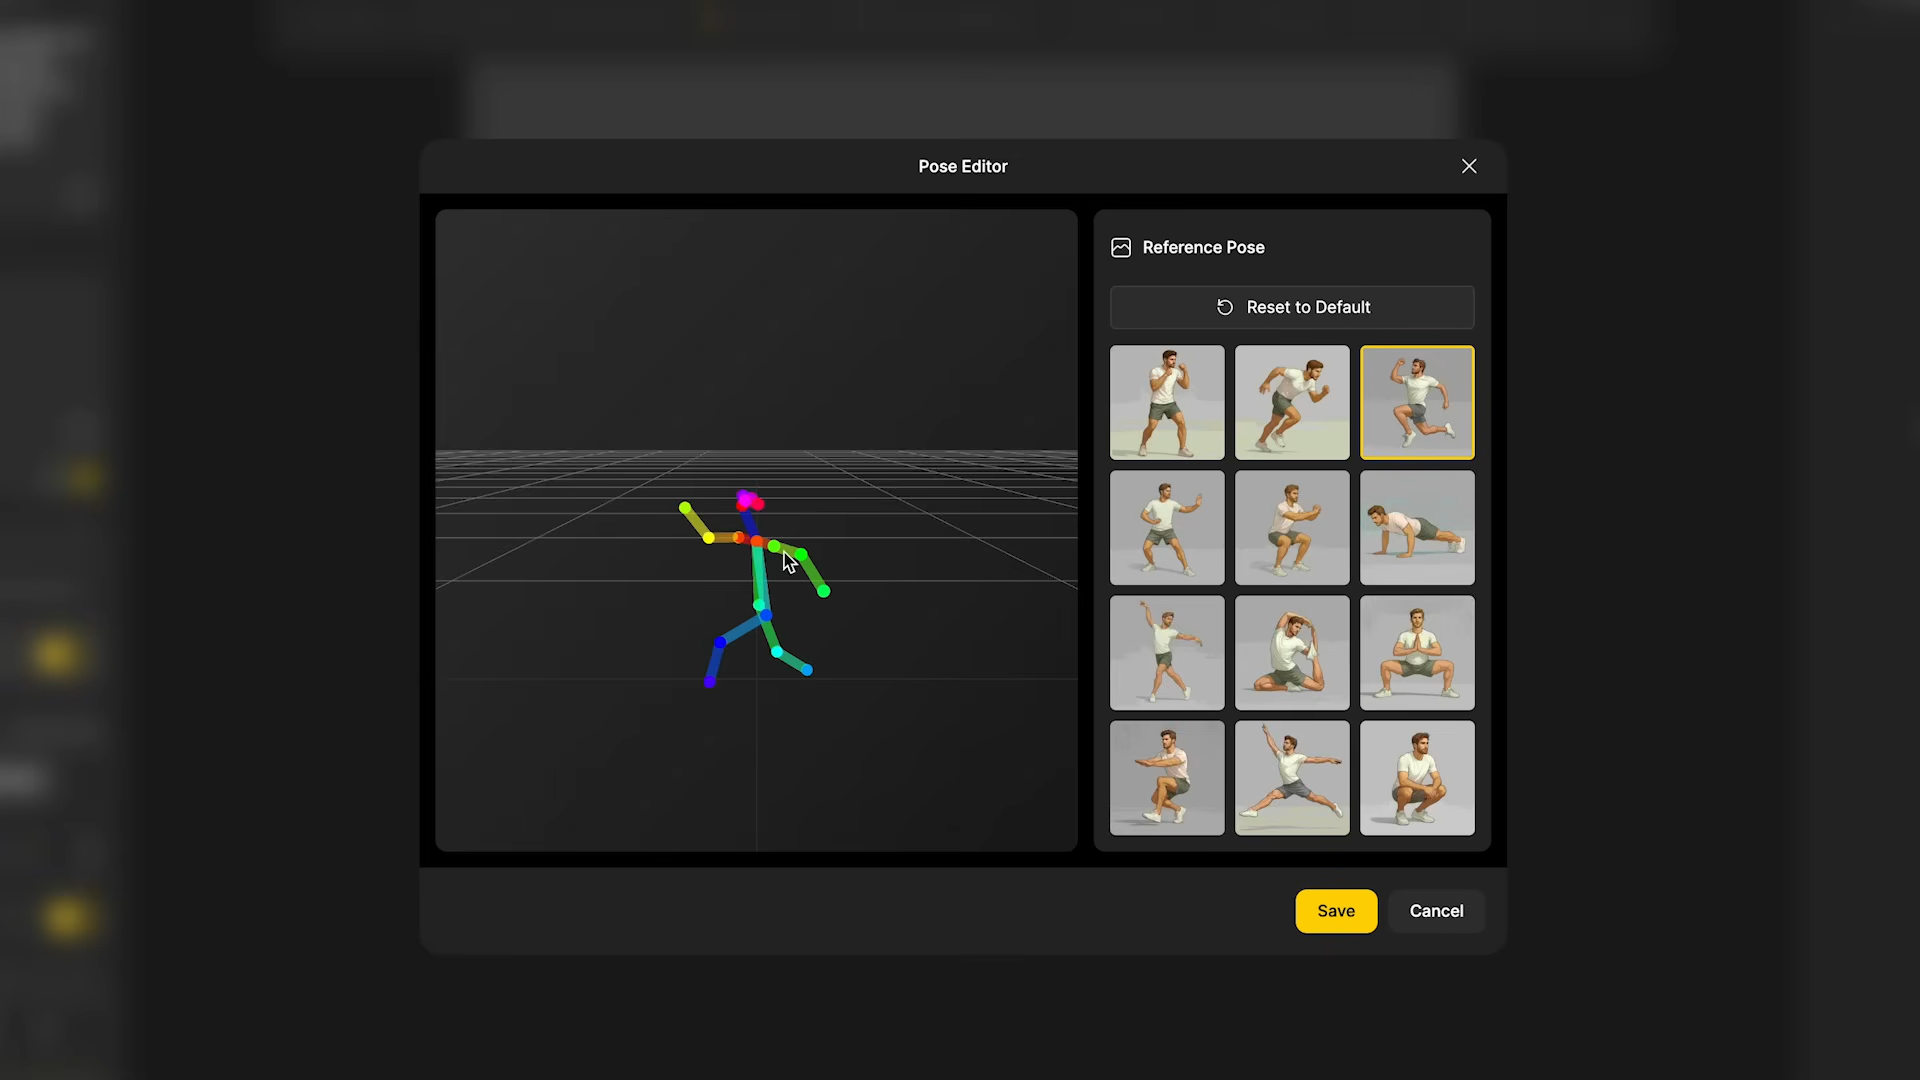 Pose Editor
Reference Pose
Reset to Default
Save
Cancel